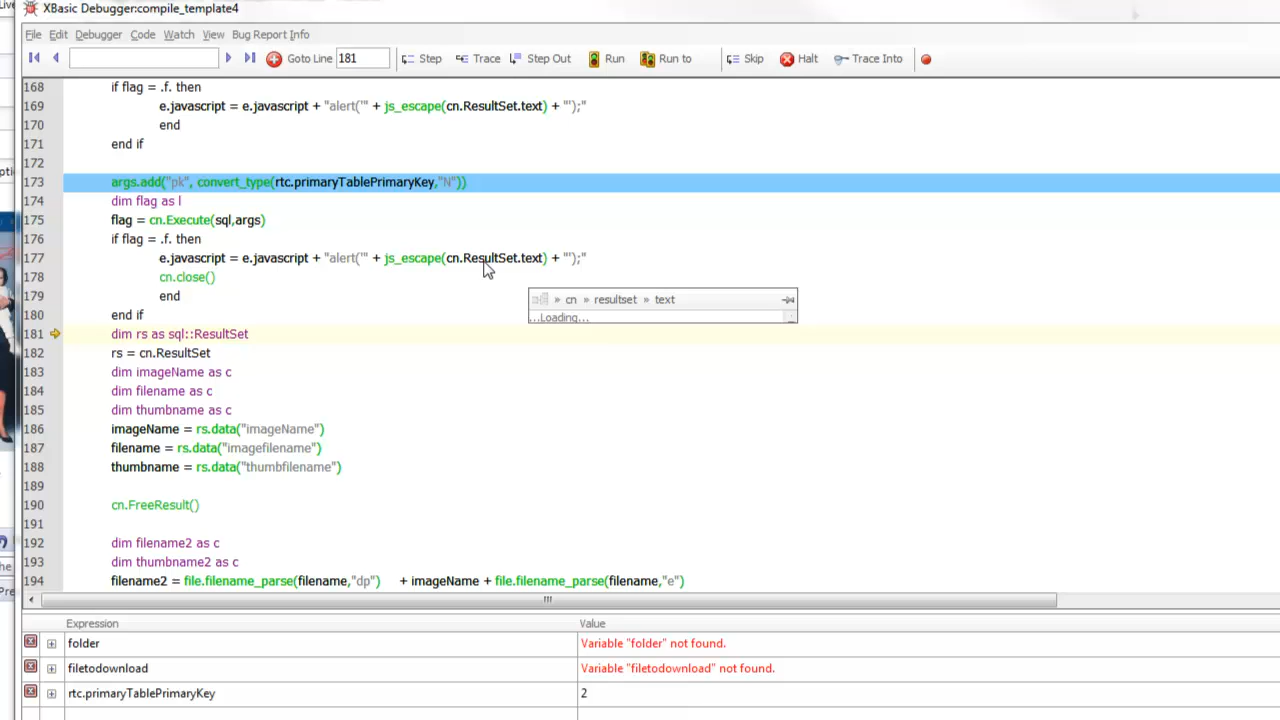 XBasic Debugger:compile_template4
File Edit Debugger Code Watch View Bug Report Info
Goto Line 181 Step Trace Step Out Run Run to Skip Halt Trace Into
168 if flag = .f. then
169 e.javascript = e.javascript + "alert('" + js_escape(cn.ResultSet.text) + "');"
170 end
171 end if
172
173 args.add("pk", convert_type(rtc.primaryTablePrimaryKey,"N"))
174 dim flag as l
175 flag = cn.Execute(sql,args)
176 if flag = .f. then
177 e.javascript = e.javascript + "alert('" + js_escape(cn.ResultSet.text) + "');"
178 cn.close()
179 end
» cn » resultset » text
180 end if
...Loading...
181 dim rs as sql::ResultSet
182 rs = cn.ResultSet
183 dim imageName as c
184 dim filename as c
185 dim thumbname as c
186 imageName = rs.data("imageName")
187 filename = rs.data("imagefilename")
188 thumbname = rs.data("thumbfilename")
189
190 cn.FreeResult()
191
192 dim filename2 as c
193 dim thumbname2 as c
194 filename2 = file.filename_parse(filename,"dp") + imageName + file.filename_parse(filename,"e")
Expression Value
folder Variable "folder" not found.
filetodownload Variable "filetodownload" not found.
rtc.primaryTablePrimaryKey 2